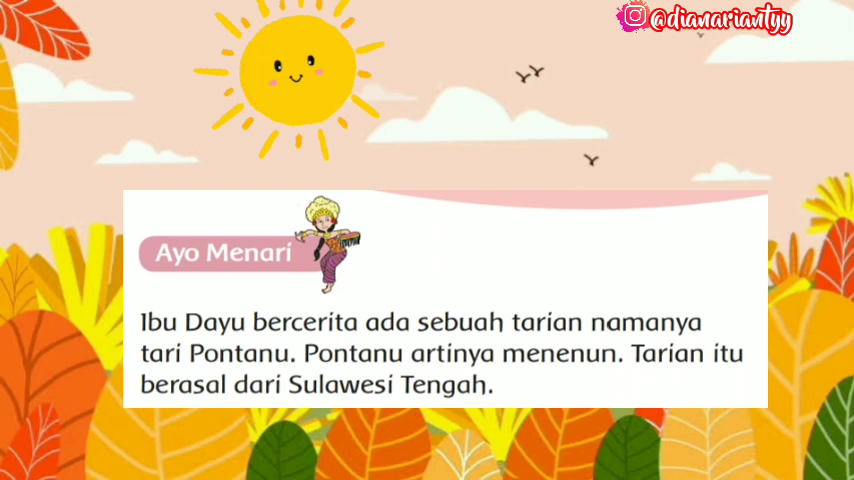 @dianariantyy
Ayo Menari
Ibu Dayu bercerita ada sebuah tarian namanya
tari Pontanu. Pontanu artinya menenun. Tarian itu
berasal dari Sulawesi Tengah.